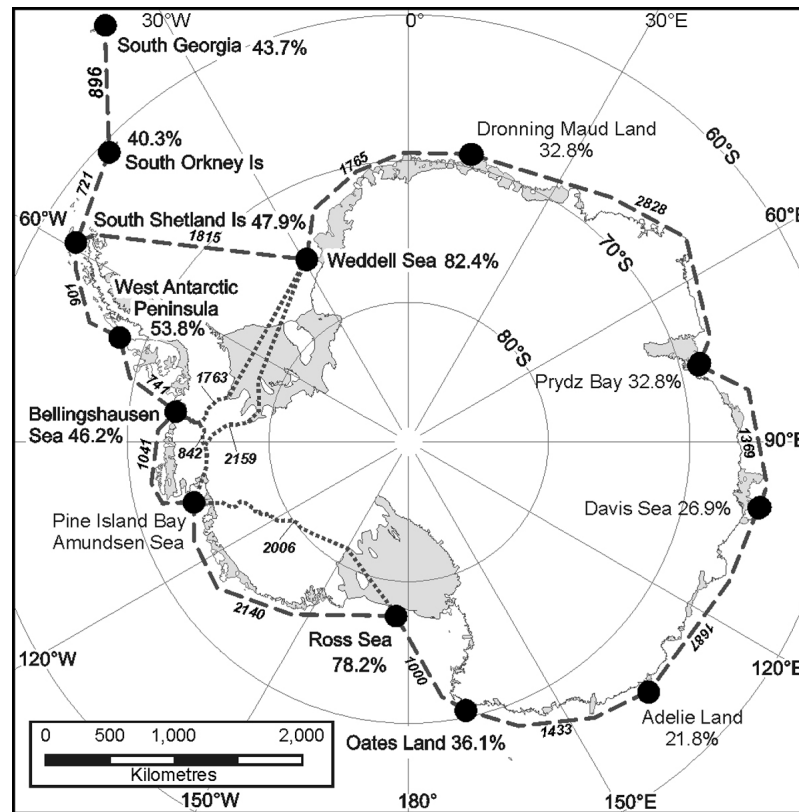 30°W
0°
30°E
South Georgia 43.7%
896
40.3%
South Orkney Is
Dronning Maud Land
32.8%
60°S
1765
721
2828
60°W
South Shetland Is 47.9%
60°E
1815
70°S
Weddell Sea 82.4%
901
West Antarctic
Peninsula
53.8%
80°S
741
1763
Prydz Bay 32.8%
Bellingshausen
Sea 46.2%
842
2159
1369
90°E
1041
Pine Island Bay
Amundsen Sea
Davis Sea 26.9%
2006
2140
Ross Sea
78.2%
1000
1687
120°W
120°E
Oates Land 36.1%
1433
Adelie Land
21.8%
0 500 1,000 2,000
Kilometres
150°W
180°
150°E